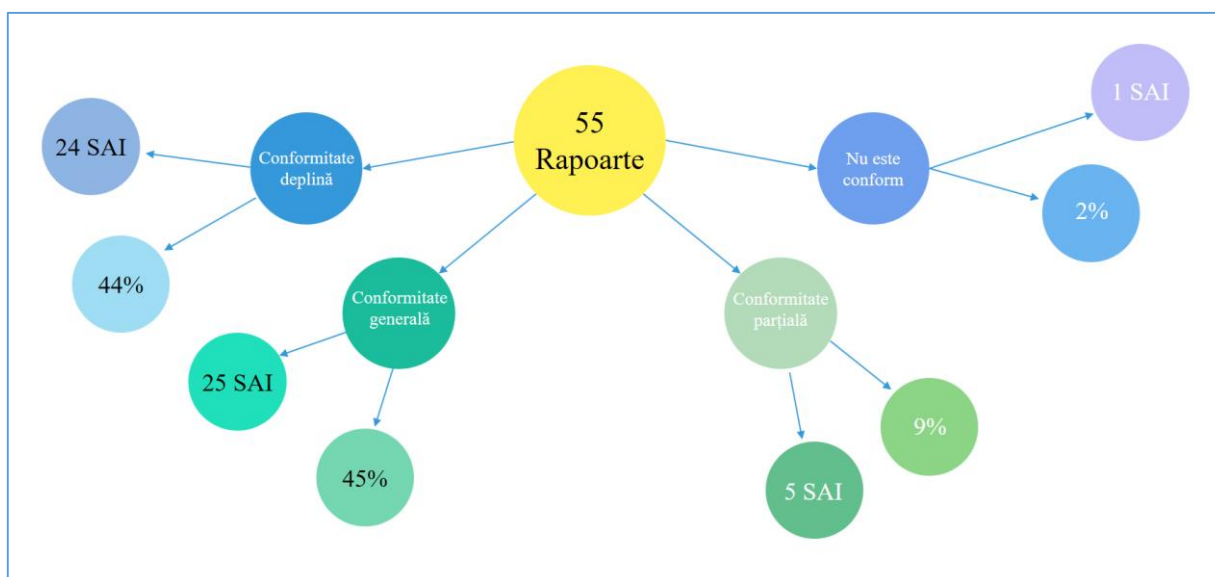 55
Rapoarte
Conformitate
deplină
24 SAI
44%
Conformitate
generală
25 SAI
45%
Conformitate
parțială
5 SAI
9%
Nu este
conform
1 SAI
2%